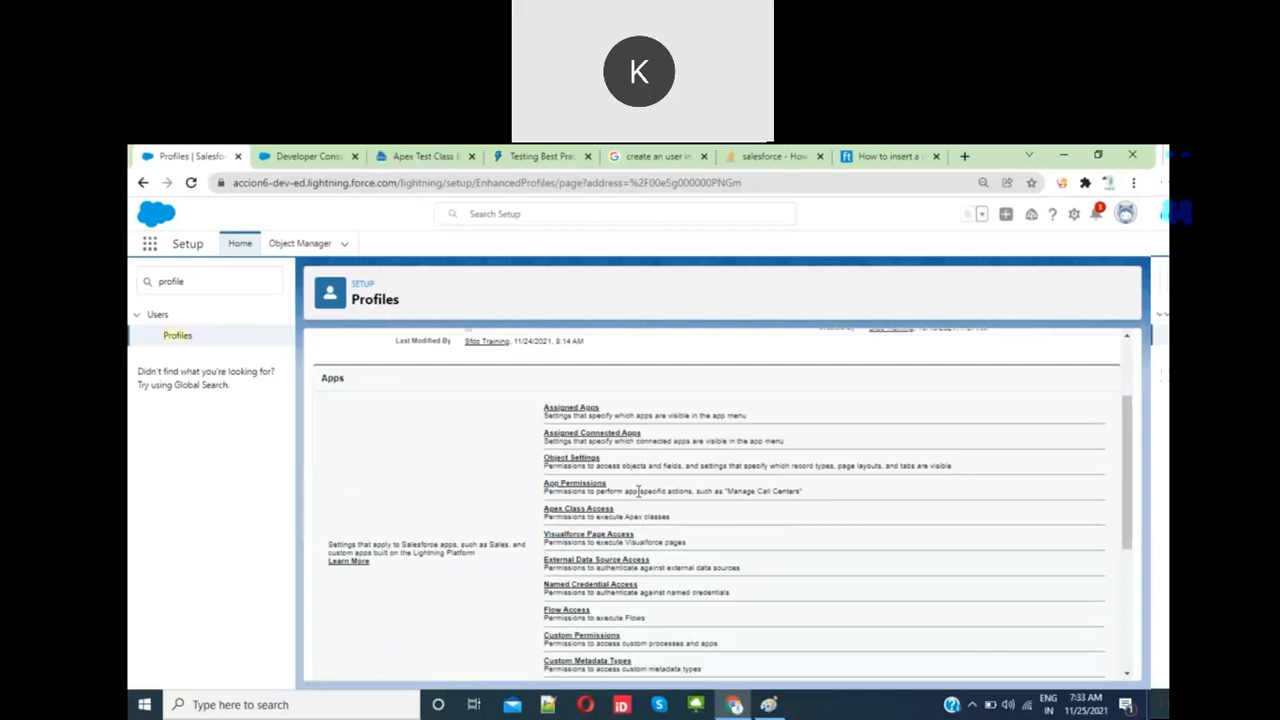 K
Profiles | Salesfo
Developer Cons
Apex Test Class E
Testing Best Prac
create an user in
salesforce - How
How to insert a
accion6-dev-ed.lightning.force.com/lightning/setup/EnhancedProfiles/page?address=%2F00e5g000000PNGm
Search Setup
Setup
Home
Object Manager
profile
Users
Profiles
Didn't find what you're looking for?
Try using Global Search.
SETUP
Profiles
Last Modified By
Sfdc Training, 11/24/2021, 8:14 AM
Apps
Settings that apply to Salesforce apps, such as Sales, and
custom apps built on the Lightning Platform
Learn More
Assigned Apps
Settings that specify which apps are visible in the app menu
Assigned Connected Apps
Settings that specify which connected apps are visible in the app menu
Object Settings
Permissions to access objects and fields, and settings that specify which record types, page layouts, and tabs are visible
App Permissions
Permissions to perform app specific actions, such as "Manage Call Centers"
Apex Class Access
Permissions to execute Apex classes
Visualforce Page Access
Permissions to execute Visualforce pages
External Data Source Access
Permissions to authenticate against external data sources
Named Credential Access
Permissions to authenticate against named credentials
Flow Access
Permissions to execute Flows
Custom Permissions
Permissions to access custom processes and apps
Custom Metadata Types
Permissions to access custom metadata types
Type here to search
ENG
IN
7:33 AM
11/25/2021